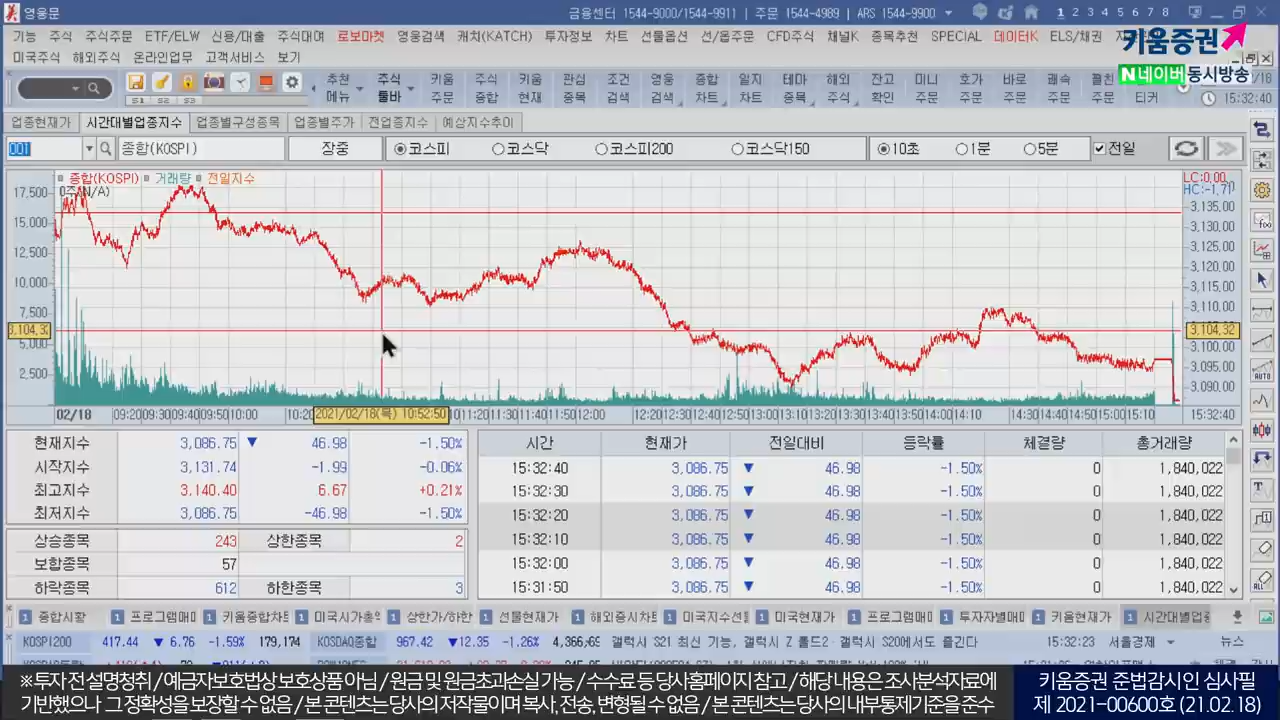 영웅문
금융센터 1544-9000/1544-9911 | 주문 1544-4989 | ARS 1544-9900
1 2 3 4 5 6 7 8
기능 주식 주식주문 ETF/ELW 신용/대출 주식대여 로보마켓 영웅검색 캐치(KATCH) 투자정보 차트 선물옵션 선/옵주문 CFD주식 채널K 종목추천 SPECIAL 데이터K ELS/채권
키움증권
미국주식 해외주식 온라인업무 고객서비스 보기
N네이버 동시방송
추천 메뉴 주식 툴바 키움 주문 주식 종합 키움 현재 관심 종목 조건 검색 영웅 검색 종합 차트 일지 차트 테마 종목 해외 주식 잔고 확인 미니 주문 호가 주문 바로 주문 쾌속 주문
티커
S1 S2 S3
15:32:40
업종현재가 시간대별업종지수 업종별구성종목 업종별주가 전업종지수 예상지수추이
001 종합(KOSPI) 장중 코스피 코스닥 코스피200 코스닥150 10초 1분 5분 전일
종합(KOSPI) 거래량 전일지수
0주(N/A)
LC:0.00
HC:-1.71
17,500
15,000
12,500
10,000
7,500
5,000
2,500
3,104.32
3,135.00
3,130.00
3,125.00
3,120.00
3,115.00
3,110.00
3,104.32
3,100.00
3,095.00
3,090.00
02/18 09:20 09:30 09:40 09:50 10:00 10:20 2021/02/18(목) 10:52:50 11:20 11:30 11:40 11:50 12:00 12:20 12:30 12:40 12:50 13:00 13:10 13:20 13:30 13:40 13:50 14:00 14:10 14:30 14:40 14:50 15:00 15:10 15:32:40
현재지수 3,086.75 ▼ 46.98 -1.50%
시작지수 3,131.74 -1.99 -0.06%
최고지수 3,140.40 6.67 +0.21%
최저지수 3,086.75 -46.98 -1.50%
상승종목 243 상한종목 2
보합종목 57
하락종목 612 하한종목 3
시간 현재가 전일대비 등락률 체결량 총거래량
15:32:40 3,086.75 ▼ 46.98 -1.50% 0 1,840,022
15:32:30 3,086.75 ▼ 46.98 -1.50% 0 1,840,022
15:32:20 3,086.75 ▼ 46.98 -1.50% 0 1,840,022
15:32:10 3,086.75 ▼ 46.98 -1.50% 0 1,840,022
15:32:00 3,086.75 ▼ 46.98 -1.50% 0 1,840,022
15:31:50 3,086.75 ▼ 46.98 -1.50% 0 1,840,022
1 종합시황 1 프로그램매 1 키움종합차트 1 미국시가총 1 상한가/하한 1 선물현재가 1 해외증시차트 1 미국지수선 1 미국현재가 1 프로그램매 1 투자자별매매 1 키움현재가 1 시간대별업종
KOSPI200 417.44 ▼ 6.76 -1.59% 179,174 KOSDAQ종합 967.42 ▼12.35 -1.26% 갤럭시 S21 최신 기능, 갤럭시 Z 폴드2·갤럭시 S20에서도 즐긴다 15:32:23 서울경제 뉴스
※ 투자 전 설명청취 / 예금자보호법상 보호상품 아님 / 원금 및 원금초과손실 가능 / 수수료 등 당사홈페이지 참고 / 해당 내용은 조사분석자료에
기반했으나 그 정확성을 보장할 수 없음 / 본 콘텐츠는 당사의 저작물이며 복사, 전송, 변형될 수 없음 / 본 콘텐츠는 당사의 내부통제기준을 준수
키움증권 준법감시인 심사필
제 2021-00600호 (21.02.18)